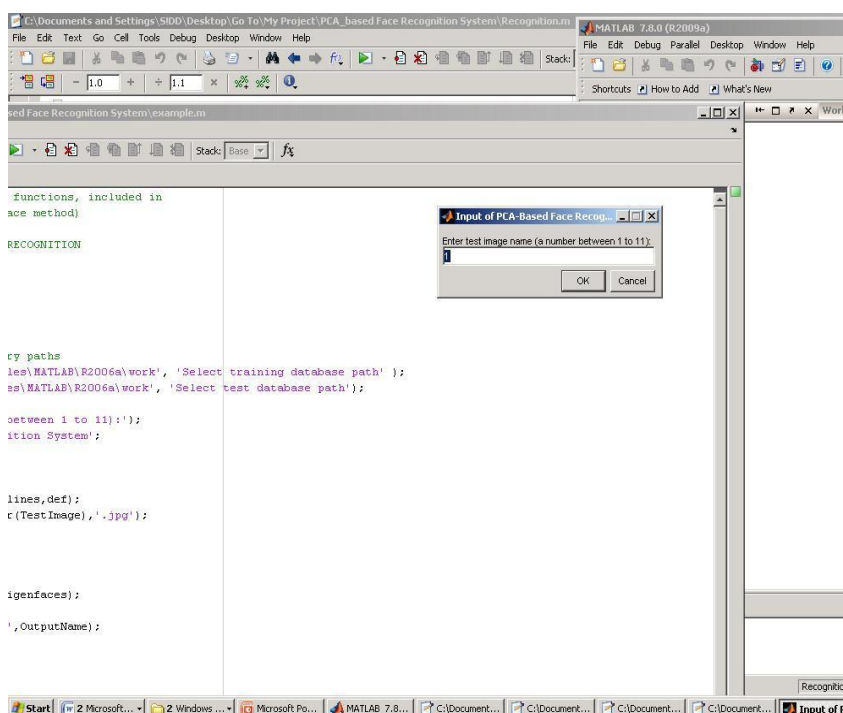 C:\Documents and Settings\SIDD\Desktop\Go To\My Project\PCA_based Face Recognition System\Recognition.m
File Edit Text Go Cell Tools Debug Desktop Window Help
Stack:
1.0
1.1
MATLAB 7.8.0 (R2009a)
File Edit Debug Parallel Desktop Window Help
Shortcuts How to Add What's New
sed Face Recognition System\example.m
Stack: Base
functions, included in
ace method)
RECOGNITION
ry paths
les\MATLAB\R2006a\work', 'Select training database path' );
es\MATLAB\R2006a\work', 'Select test database path');
between 1 to 11):');
ition System';
lines,def);
r(TestImage),'.jpg');
igenfaces);
',OutputName);
Input of PCA-Based Face Recog...
Enter test image name (a number between 1 to 11):
1
OK Cancel
Start 2 Microsoft... 2 Windows ... Microsoft Po... MATLAB 7.8... C:\Document... C:\Document... C:\Document... C:\Document... Input of P